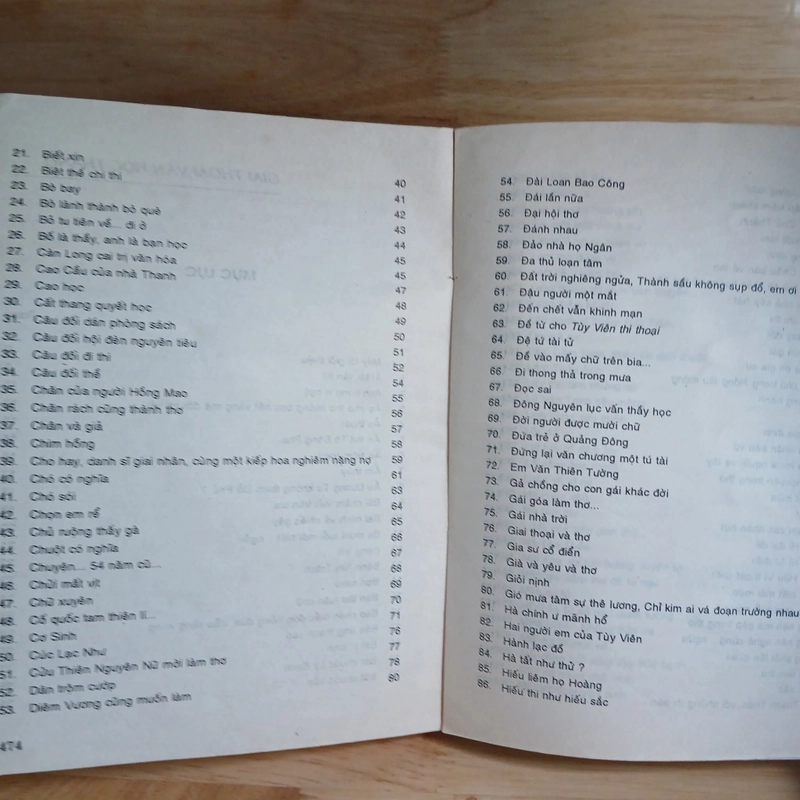 21. Biết xin 40
22. Biệt thể chi thi 41
23. Bò bay 42
24. Bò lành thành bò què 43
25. Bỏ tu tiên về... đi ở 44
26. Bố là thầy, anh là bạn học 45
27. Càn Long cai trị văn hóa 45
28. Cao Cầu của nhà Thanh 47
29. Cao học 48
30. Cất thang quyết học 49
31. Câu đối dán phòng sách 50
32. Câu đối hội đèn nguyên tiêu 51
33. Câu đối đi thi 52
34. Câu đối thề 54
35. Chân của người Hồng Mao 55
36. Chân rách cũng thành thơ 56
37. Chân và giả 57
38. Chim hồng 58
39. Cho hay, danh sĩ giai nhân, cùng một kiếp hoa nghiêm nặng nợ 59
40. Chó có nghĩa 61
41. Chó sói 63
42. Chọn em rể 64
43. Chủ ruộng thấy gà 65
44. Chuột có nghĩa 66
45. Chuyện... 54 năm cũ... 67
46. Chửi mất vịt 68
47. Chữ xuyên 69
48. Cố quốc tam thiên lí... 70
49. Cơ Sinh 71
50. Cúc Lạc Như 76
51. Cửu Thiên Nguyên Nữ mời làm thơ 77
52. Dân trộm cướp 78
53. Diêm Vương cũng muốn làm 80
474
54. Đài Loan Bao Công
55. Đái lần nữa
56. Đại hội thơ
57. Đánh nhau
58. Đảo nhà họ Ngân
59. Đa thủ loạn tâm
60. Đất trời nghiêng ngửa, Thành sầu không sụp đổ, em ơi
61. Đậu người một mắt
62. Đến chết vẫn khinh mạn
63. Để từ cho Tùy Viên thi thoại
64. Đệ tứ tài tử
65. Đề vào mấy chữ trên bia...
66. Đi thong thả trong mưa
67. Đọc sai
68. Đông Nguyên lục vấn thầy học
69. Đời người được mười chữ
70. Đứa trẻ ở Quảng Đông
71. Đứng lại văn chương một tú tài
72. Em Văn Thiên Tường
73. Gả chồng cho con gái khác đời
74. Gái góa làm thơ...
75. Gái nhà trời
76. Giai thoại và thơ
77. Gia sư cổ điển
78. Già và yêu và thơ
79. Giỏi nịnh
80. Gió mưa tâm sự thê lương, Chỉ kim ai vá đoạn trường nhau
81. Hà chính ư mãnh hổ
82. Hai người em của Tùy Viên
83. Hành lạc đồ
84. Hà tất như thử ?
85. Hiếu liêm họ Hoàng
86. Hiếu thi như hiếu sắc